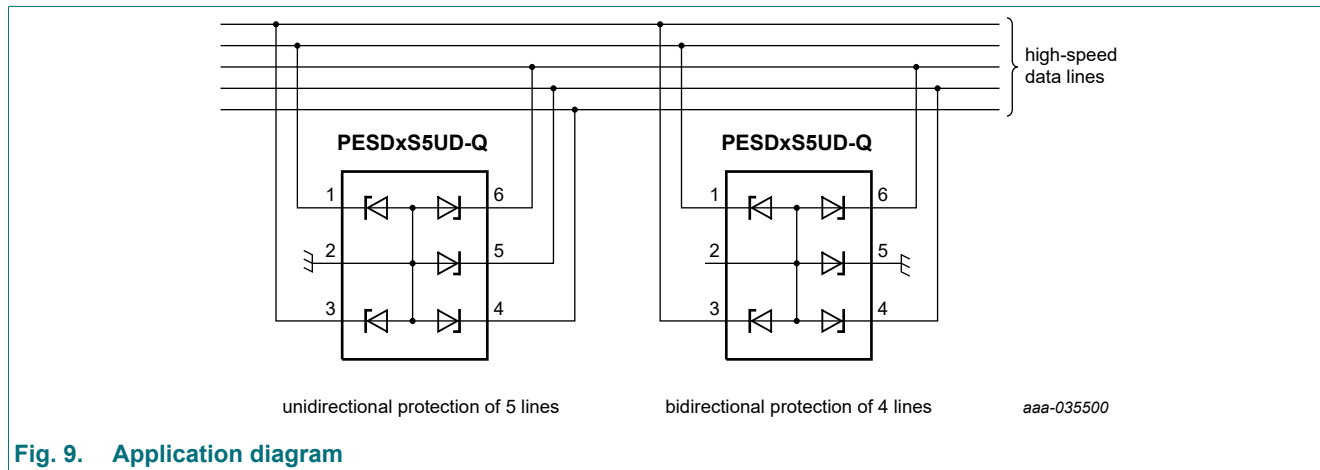 high-speed
data lines
PESDxS5UD-Q
1
6
2
5
3
4
unidirectional protection of 5 lines
PESDxS5UD-Q
1
6
2
5
3
4
bidirectional protection of 4 lines
aaa-035500
Fig. 9. Application diagram